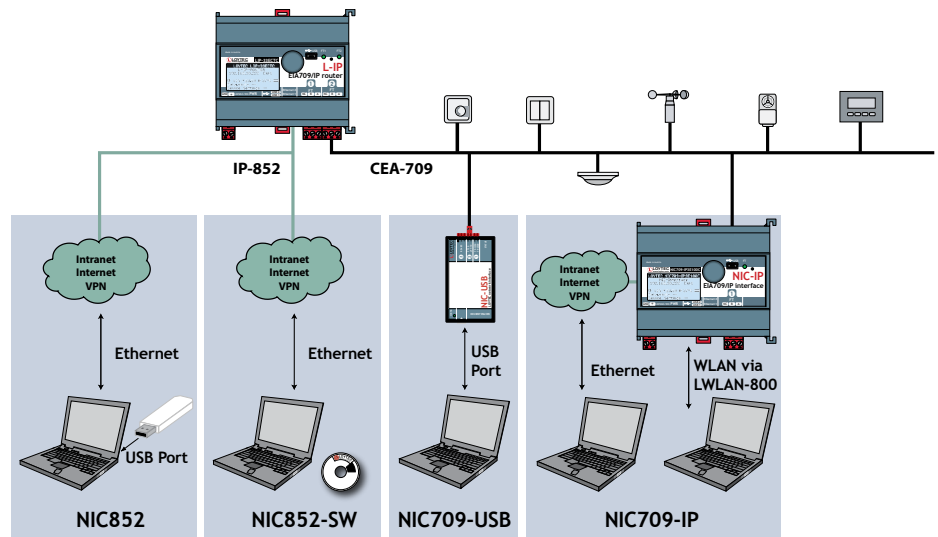 LOYTEC
L-IP
EIA709/IP router
IP-852
CEA-709
Intranet
Internet
VPN
Ethernet
USB Port
NIC852
Intranet
Internet
VPN
Ethernet
NIC852-SW
NIC-USB
USB
Port
NIC709-USB
Intranet
Internet
VPN
Ethernet
LOYTEC
NIC-IP
EIA709/IP interface
WLAN via
LWLAN-800
NIC709-IP